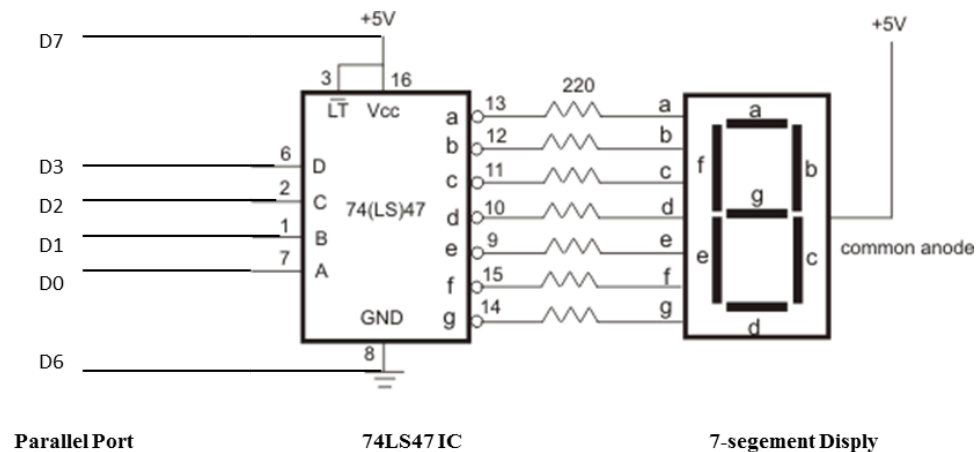 +5V
D7
+5V
3 16
220
LT Vcc
a 13 a a
b 12 b
D3 6 D
c 11 c f b
D2 2 C
74(LS)47
d 10 d g
D1 1 B
e 9 e e c common anode
D0 7 A
f 15 f
GND
g 14 g
d
D6 8
Parallel Port 74LS47 IC 7-segement Disply